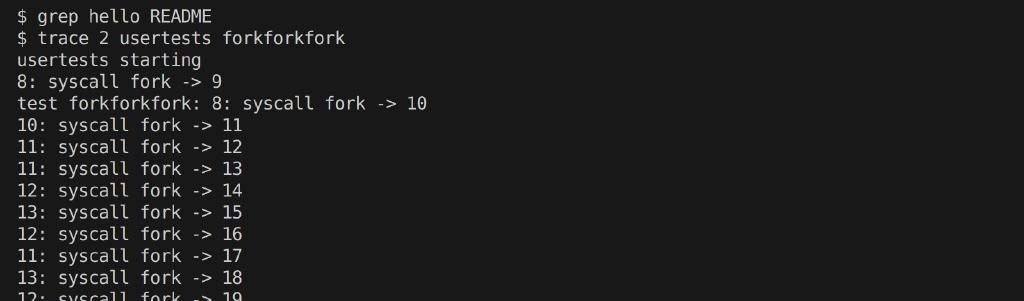 $ grep hello README
$ trace 2 usertests forkforkfork
usertests starting
8: syscall fork -> 9
test forkforkfork: 8: syscall fork -> 10
10: syscall fork -> 11
11: syscall fork -> 12
11: syscall fork -> 13
12: syscall fork -> 14
13: syscall fork -> 15
12: syscall fork -> 16
11: syscall fork -> 17
13: syscall fork -> 18
12: syscall fork -> 19